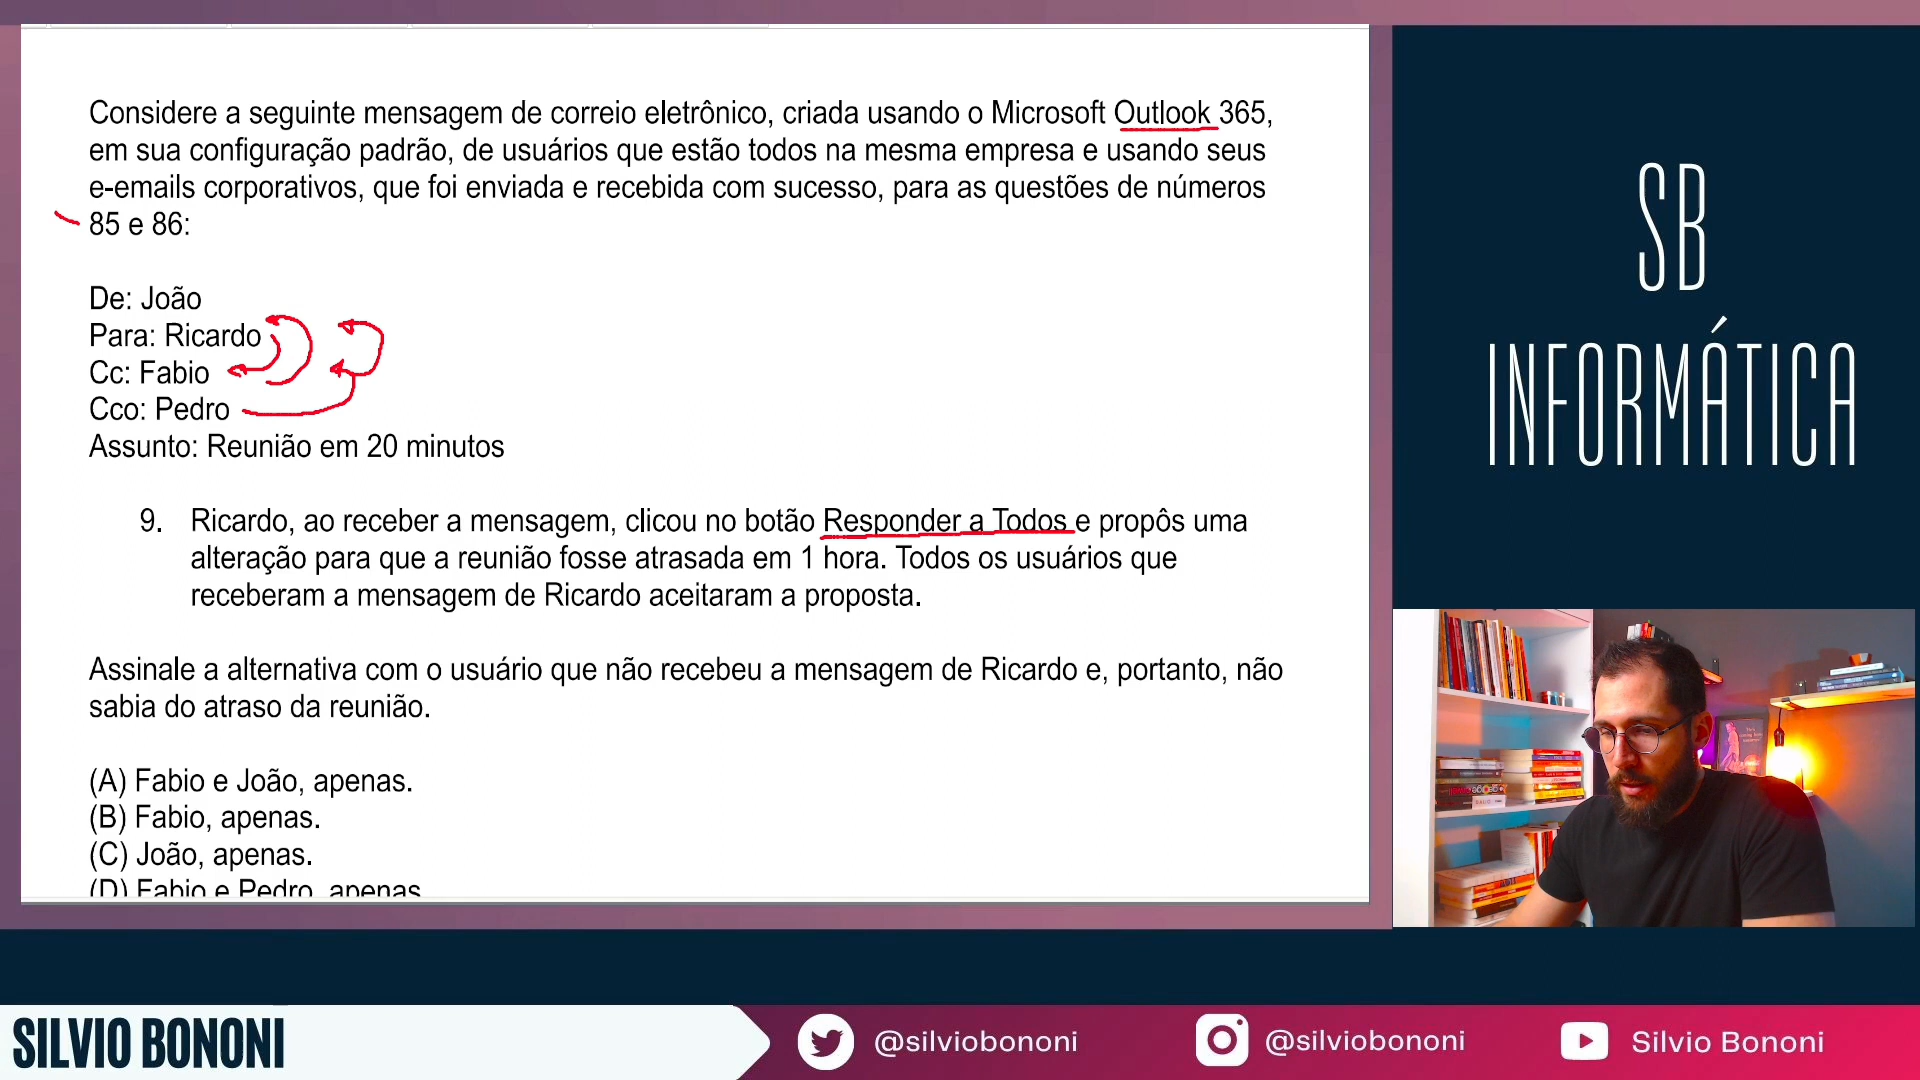 Considere a seguinte mensagem de correio eletrônico, criada usando o Microsoft Outlook 365,
em sua configuração padrão, de usuários que estão todos na mesma empresa e usando seus
e-emails corporativos, que foi enviada e recebida com sucesso, para as questões de números
85 e 86:
De: João
Para: Ricardo
Cc: Fabio
Cco: Pedro
Assunto: Reunião em 20 minutos
9. Ricardo, ao receber a mensagem, clicou no botão Responder a Todos e propôs uma
alteração para que a reunião fosse atrasada em 1 hora. Todos os usuários que
receberam a mensagem de Ricardo aceitaram a proposta.
Assinale a alternativa com o usuário que não recebeu a mensagem de Ricardo e, portanto, não
sabia do atraso da reunião.
(A) Fabio e João, apenas.
(B) Fabio, apenas.
(C) João, apenas.
(D) Fabio e Pedro, apenas
SB
INFORMÁTICA
SILVIO BONONI
@silviobononi
@silviobononi
Silvio Bononi